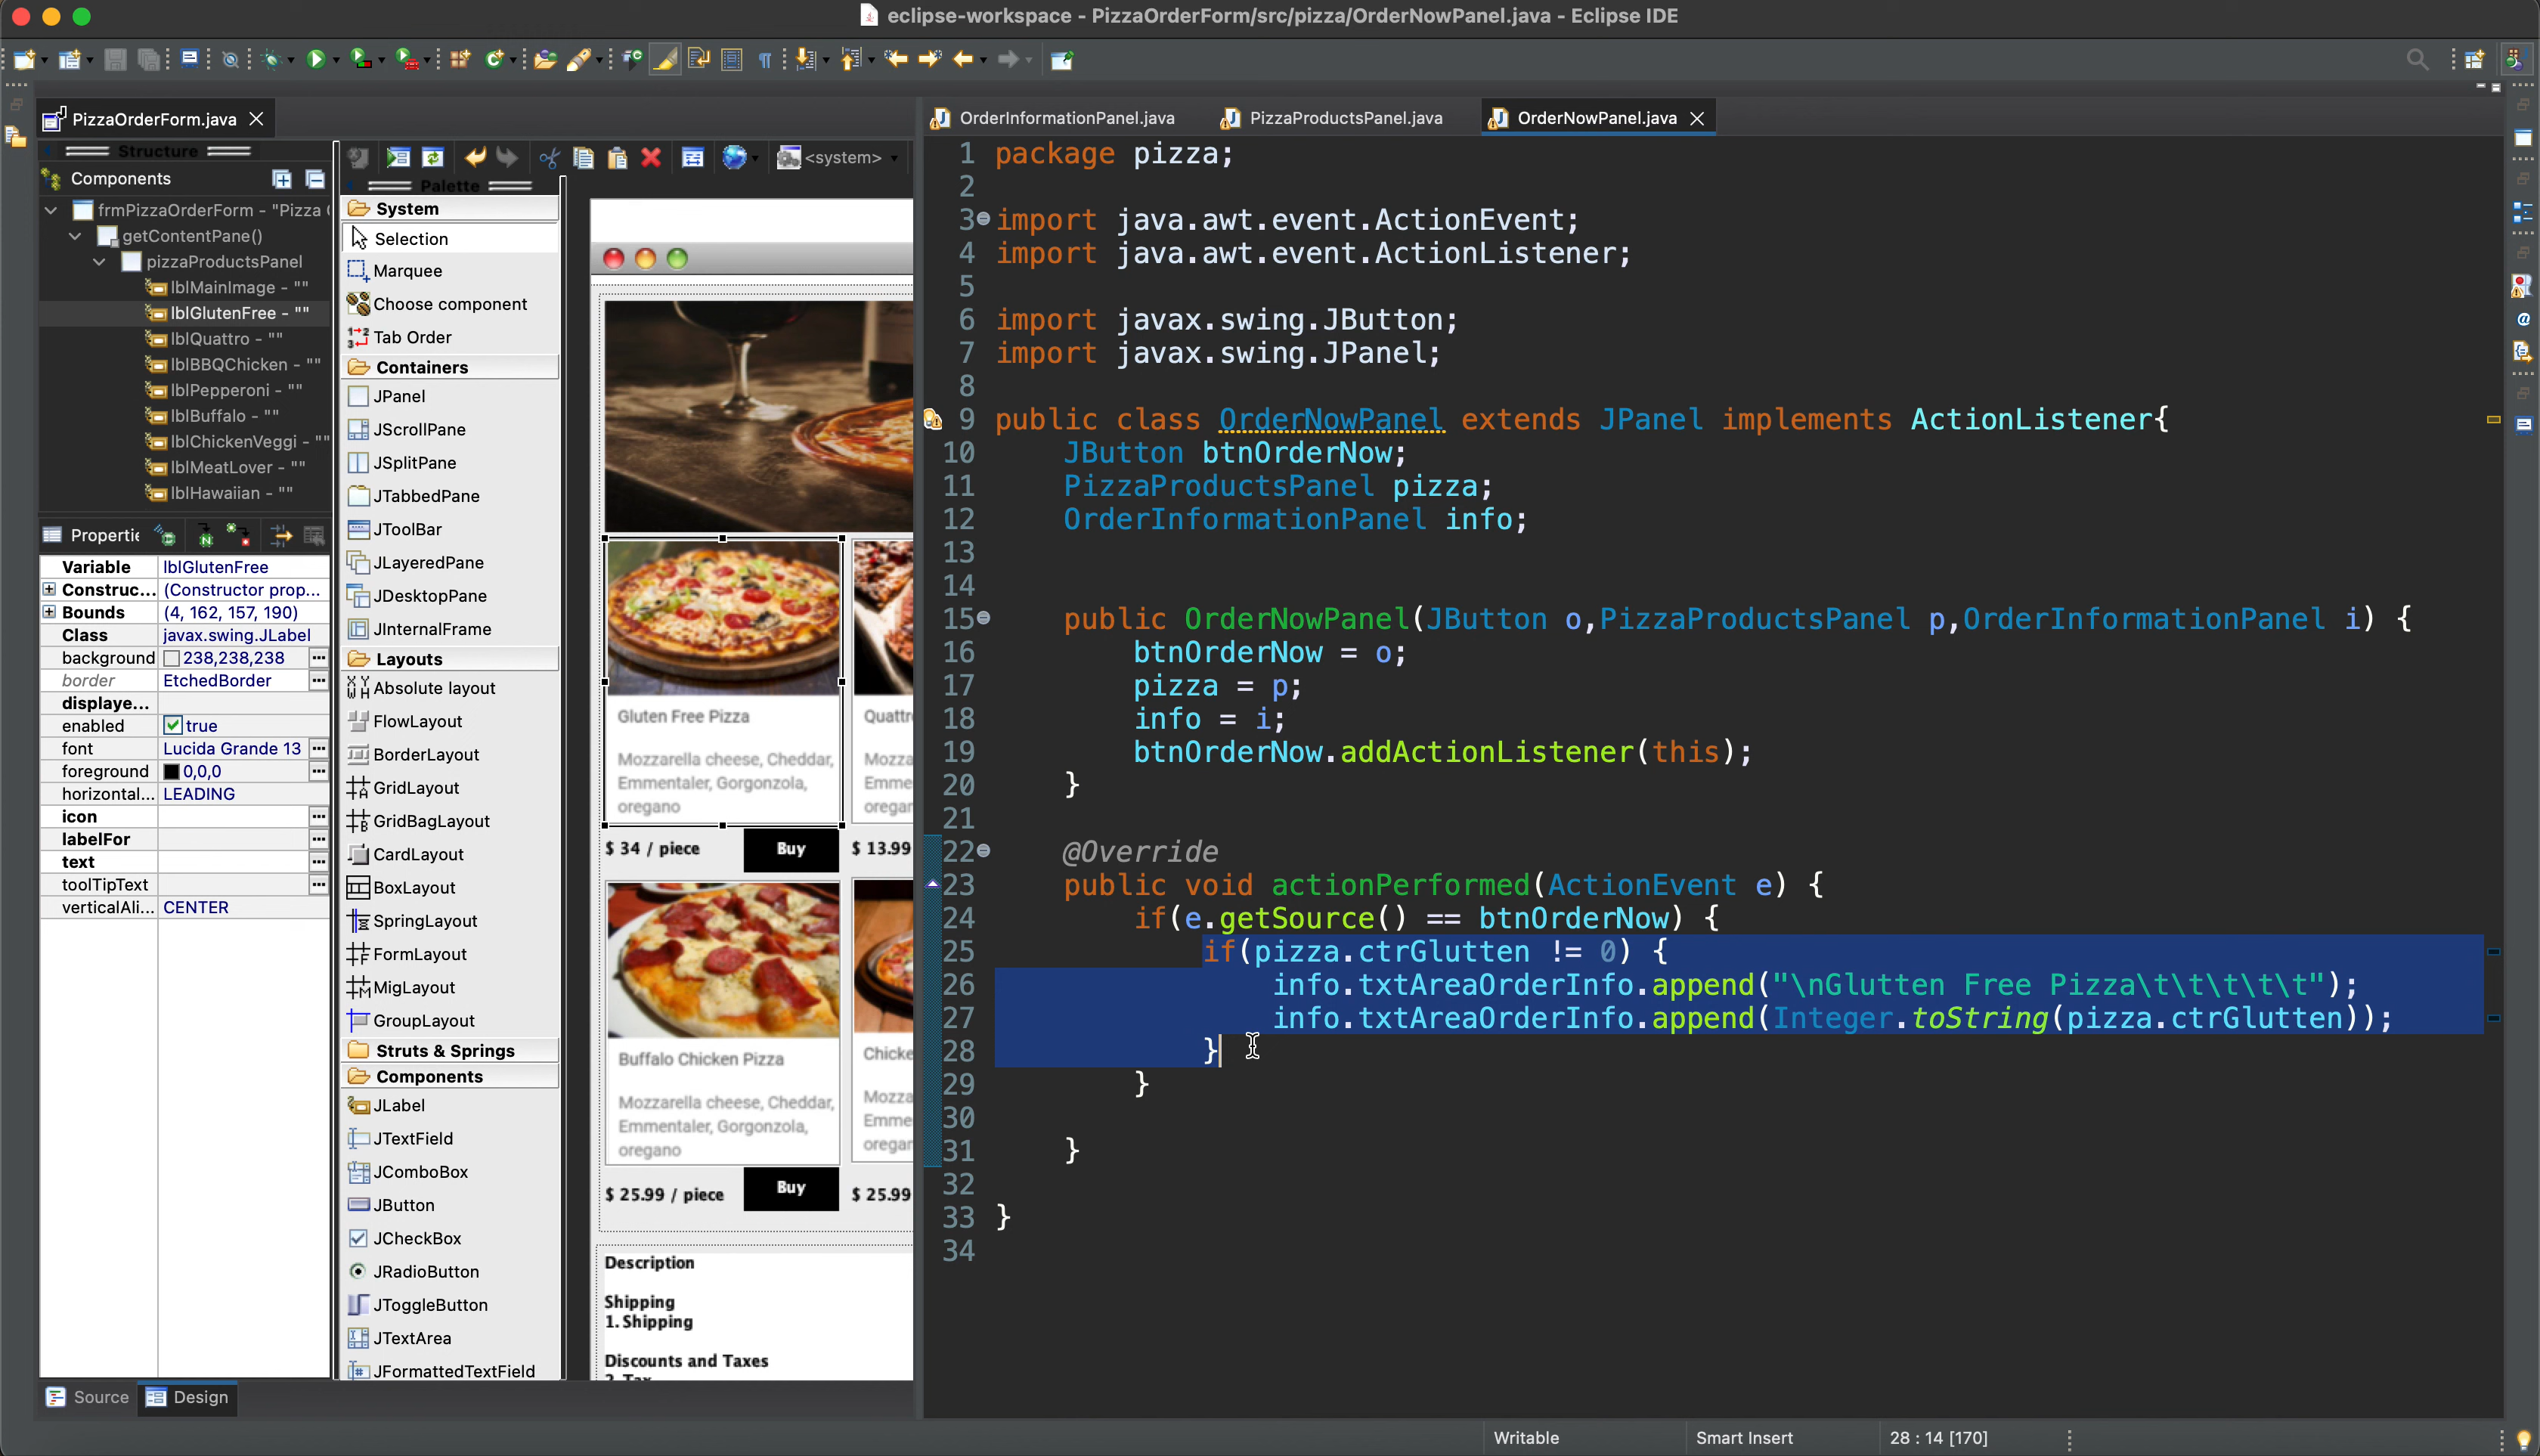 eclipse-workspace - PizzaOrderForm/src/pizza/OrderNowPanel.java - Eclipse IDE
PizzaOrderForm.java
Structure
Components
frmPizzaOrderForm - "Pizza
getContentPane()
pizzaProductsPanel
lblMainImage - ""
lblGlutenFree - ""
lblQuattro - ""
lblBBQChicken - ""
lblPepperoni - ""
lblBuffalo - ""
lblChickenVeggi - ""
lblMeatLover - ""
lblHawaiian - ""
Variable lblGlutenFree
Construc... (Constructor prop...
Bounds (4, 162, 157, 190)
Class javax.swing.JLabel
background 238,238,238
border EtchedBorder
displaye...
enabled true
font Lucida Grande 13
foreground 0,0,0
horizontal... LEADING
icon
labelFor
text
toolTipText
verticalAli... CENTER
Source Design
<system>
Palette
System
Selection
Marquee
Choose component
Tab Order
Containers
JPanel
JScrollPane
JSplitPane
JTabbedPane
JToolBar
JLayeredPane
JDesktopPane
JInternalFrame
Layouts
Absolute layout
FlowLayout
BorderLayout
GridLayout
GridBagLayout
CardLayout
BoxLayout
SpringLayout
FormLayout
MigLayout
GroupLayout
Struts & Springs
Components
JLabel
JTextField
JComboBox
JButton
JCheckBox
JRadioButton
JToggleButton
JTextArea
JFormattedTextField
Gluten Free Pizza
Mozzarella cheese, Cheddar,
Emmentaler, Gorgonzola,
oregano
$ 34 / piece Buy $ 13.99
Buffalo Chicken Pizza
Mozzarella cheese, Cheddar,
Emmentaler, Gorgonzola,
oregano
$ 25.99 / piece Buy $ 25.99
Description
Shipping
1. Shipping
Discounts and Taxes
OrderInformationPanel.java PizzaProductsPanel.java OrderNowPanel.java
1 package pizza;
2
3 import java.awt.event.ActionEvent;
4 import java.awt.event.ActionListener;
5
6 import javax.swing.JButton;
7 import javax.swing.JPanel;
8
9 public class OrderNowPanel extends JPanel implements ActionListener{
10 JButton btnOrderNow;
11 PizzaProductsPanel pizza;
12 OrderInformationPanel info;
13
14
15 public OrderNowPanel(JButton o,PizzaProductsPanel p,OrderInformationPanel i) {
16 btnOrderNow = o;
17 pizza = p;
18 info = i;
19 btnOrderNow.addActionListener(this);
20 }
21
22 @Override
23 public void actionPerformed(ActionEvent e) {
24 if(e.getSource() == btnOrderNow) {
25 if(pizza.ctrGlutten != 0) {
26 info.txtAreaOrderInfo.append("\nGlutten Free Pizza\t\t\t\t\t");
27 info.txtAreaOrderInfo.append(Integer.toString(pizza.ctrGlutten));
28 }
29 }
30
31 }
32
33 }
34
Writable Smart Insert 28 : 14 [170]